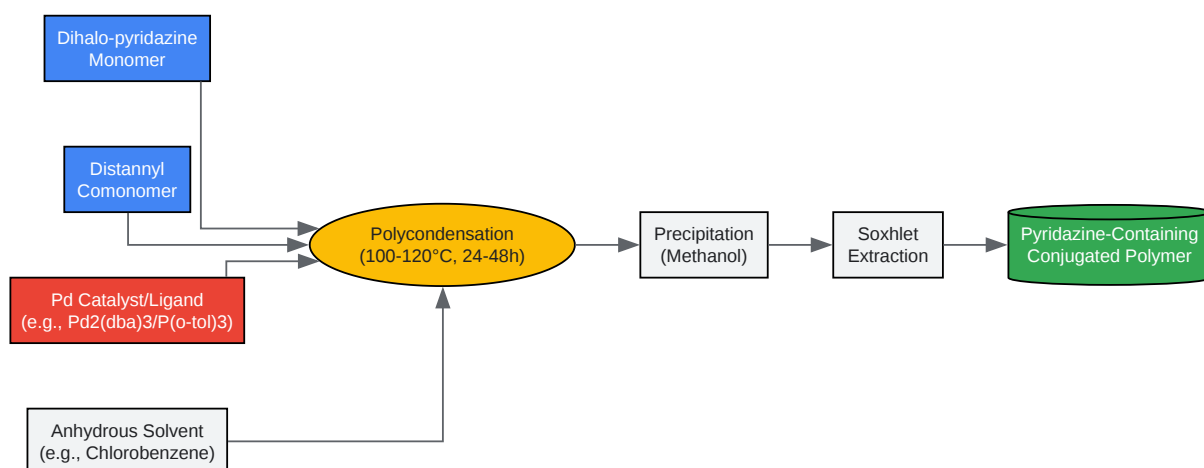 Dihalo-pyridazine
Monomer
Distannyl
Comonomer
Pd Catalyst/Ligand
(e.g., Pd2(dba)3/P(o-tol)3)
Anhydrous Solvent
(e.g., Chlorobenzene)
Polycondensation
(100-120°C, 24-48h)
Precipitation
(Methanol)
Soxhlet
Extraction
Pyridazine-Containing
Conjugated Polymer